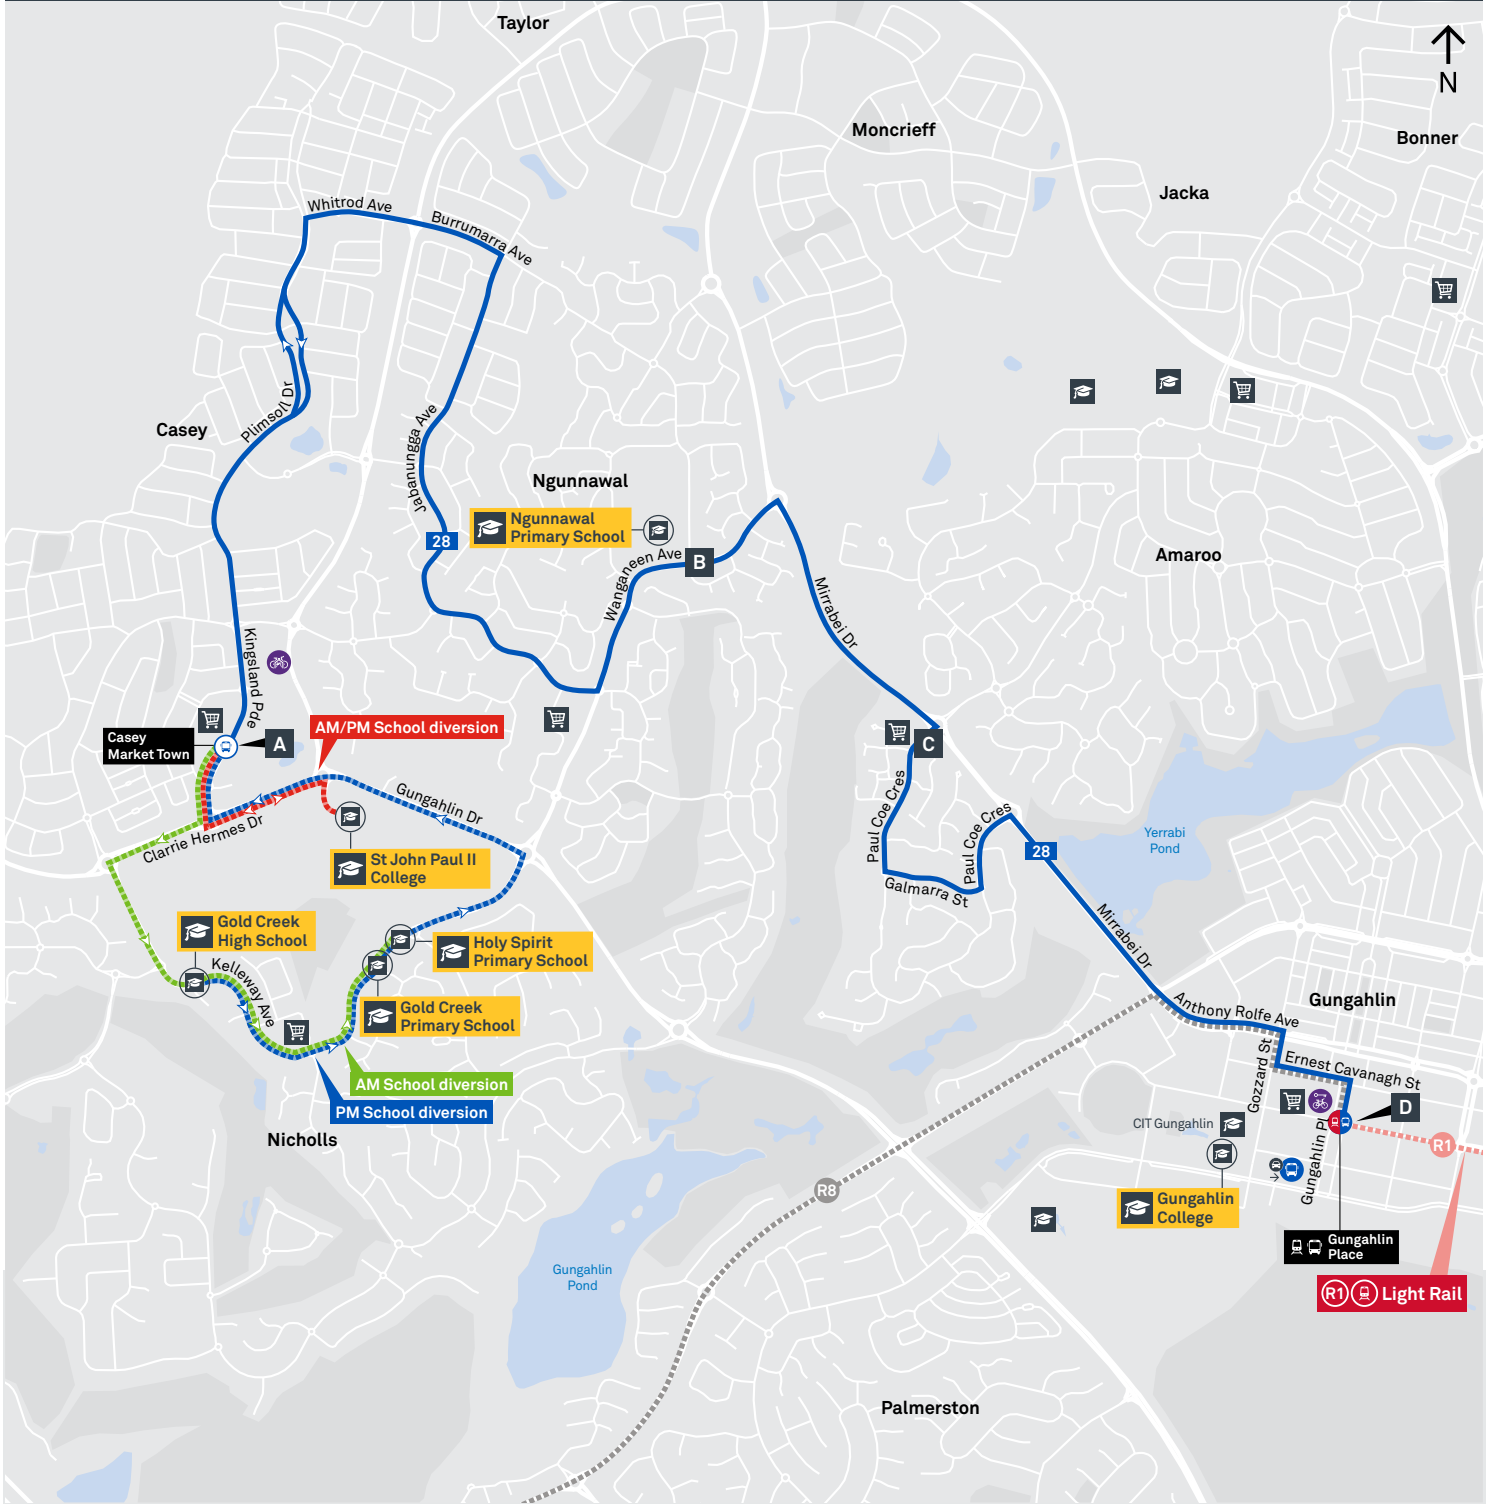 Taylor
N
Moncrieff
Bonner
Jacka
Whitrod Ave
Burrumarra Ave
Plimsoll Dr
Casey
Jabanungga Ave
Ngunnawal
Ngunnawal
Primary School
28
Wanganeen Ave
B
Amaroo
Mirrabei Dr
Kingsland Pde
Casey
Market Town
A
AM/PM School diversion
C
Gungahlin Dr
Clarrie Hermes Dr
St John Paul II
College
Paul Coe Cres
Paul Coe Cres
Galmarra St
28
Yerrabi
Pond
Gold Creek
High School
Kelleway Ave
Holy Spirit
Primary School
Gold Creek
Primary School
Mirrabei Dr
Anthony Rolfe Ave
Gungahlin
Gozzard St
Ernest Cavanagh St
AM School diversion
PM School diversion
Nicholls
D
CIT Gungahlin
Gungahlin Pl
R1
R8
Gungahlin
College
Gungahlin
Place
Gungahlin
Pond
R1 Light Rail
Palmerston